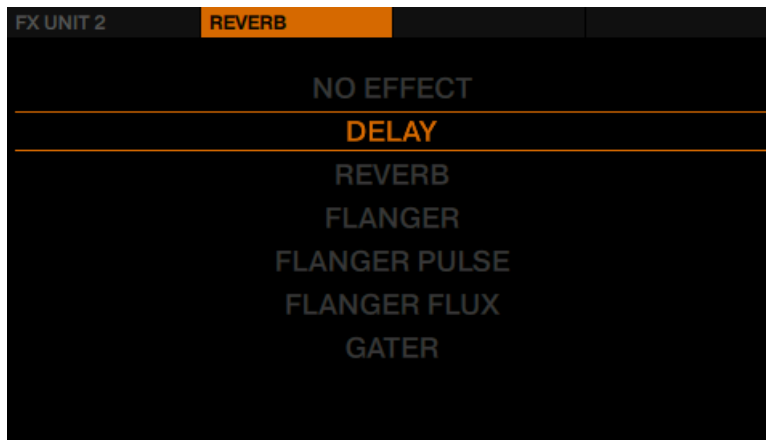 FX UNIT 2 REVERB
NO EFFECT
DELAY
REVERB
FLANGER
FLANGER PULSE
FLANGER FLUX
GATER